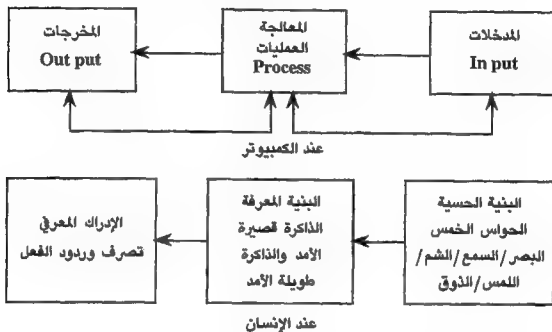 المدخلات
In put
المعالجة
العمليات
Process
المخرجات
Out put
عند الكمبيوتر
البنية الحسية
الحواس الخمس
البصر/السمع/الشم/
اللمس/الذوق
البنية المعرفة
الذاكرة قصيرة
الأمد والذاكرة
طويلة الأمد
الإدراك المعرفي
تصرف وردود الفعل
عند الإنسان